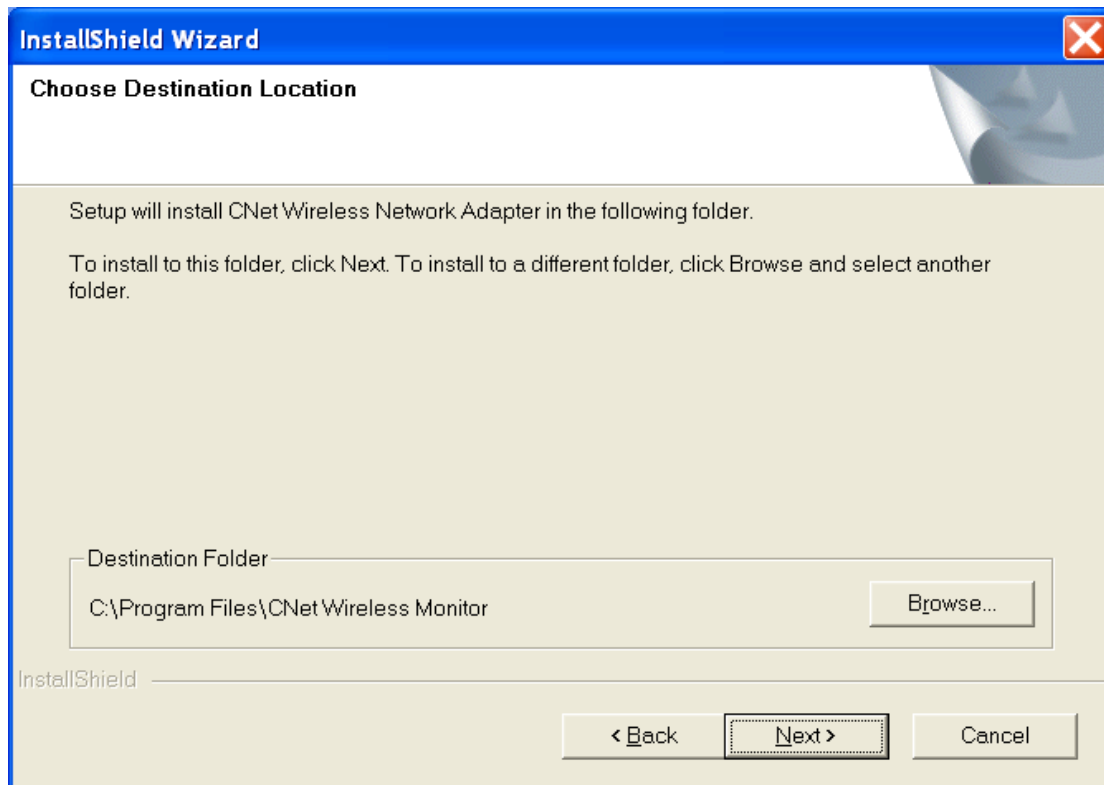 InstallShield Wizard
Choose Destination Location
Setup will install CNet Wireless Network Adapter in the following folder.
To install to this folder, click Next. To install to a different folder, click Browse and select another
folder.
Destination Folder
C:\Program Files\CNet Wireless Monitor
Browse...
InstallShield
< Back
Next >
Cancel